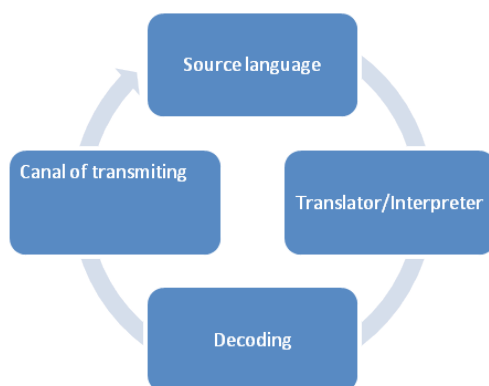 Source language
Translator/Interpreter
Decoding
Canal of transmiting